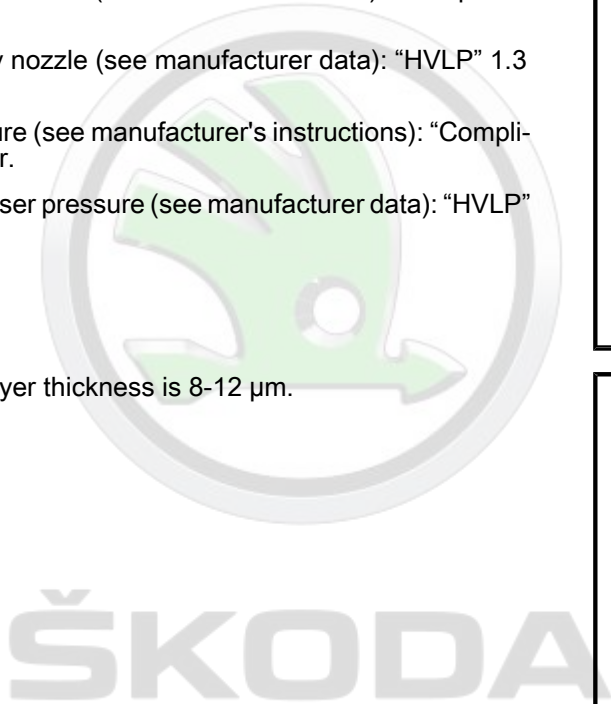 nozzle (see manufacturer data): “HVLP” 1.3
ure (see manufacturer's instructions): “Compli-
r.
ser pressure (see manufacturer data): “HVLP”
yer thickness is 8-12 μm.
ŠKODA